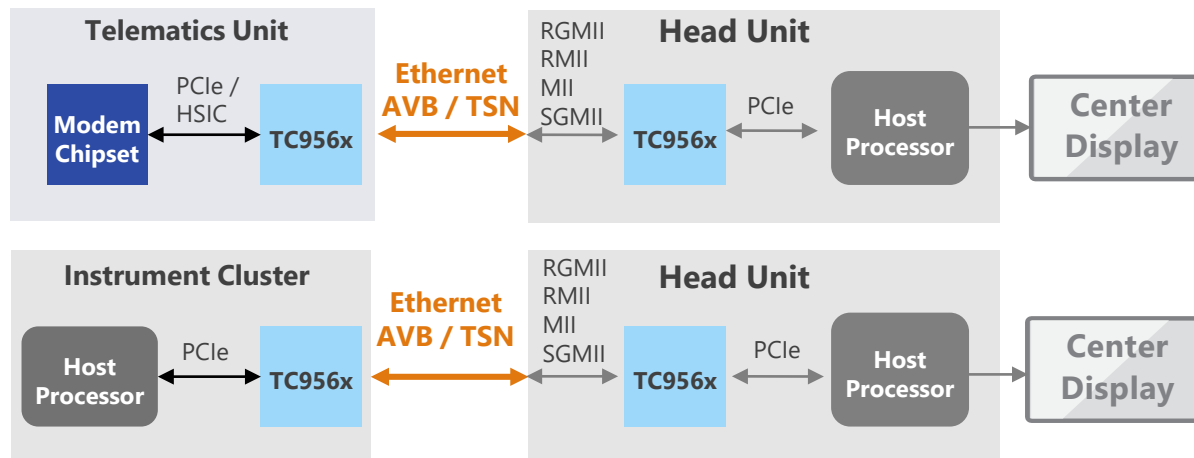 Telematics Unit
Modem
Chipset
PCIe /
HSIC
TC956x
Ethernet
AVB / TSN
Head Unit
RGMII
RMII
MII
SGMII
TC956x
PCIe
Host
Processor
Center
Display
Instrument Cluster
Host
Processor
PCIe
TC956x
Ethernet
AVB / TSN
Head Unit
RGMII
RMII
MII
SGMII
TC956x
PCIe
Host
Processor
Center
Display